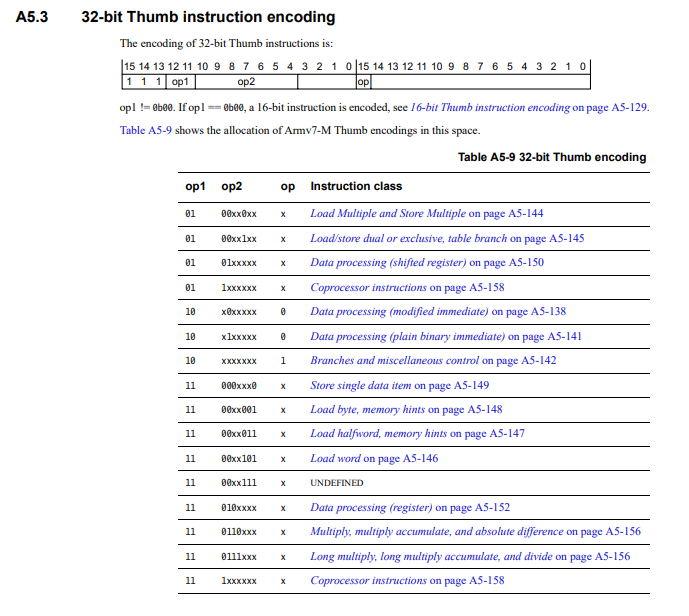 A5.3 32-bit Thumb instruction encoding
The encoding of 32-bit Thumb instructions is:
15 14 13 12 11 10 9 8 7 6 5 4 3 2 1 0 15 14 13 12 11 10 9 8 7 6 5 4 3 2 1 0
1 1 1 op1 op2 op
op1 != 0b00. If op1 == 0b00, a 16-bit instruction is encoded, see 16-bit Thumb instruction encoding on page A5-129.
Table A5-9 shows the allocation of Armv7-M Thumb encodings in this space.
Table A5-9 32-bit Thumb encoding
op1 op2 op Instruction class
01 00xx0xx x Load Multiple and Store Multiple on page A5-144
01 00xx1xx x Load/store dual or exclusive, table branch on page A5-145
01 01xxxxx x Data processing (shifted register) on page A5-150
01 1xxxxxx x Coprocessor instructions on page A5-158
10 x0xxxxx 0 Data processing (modified immediate) on page A5-138
10 x1xxxxx 0 Data processing (plain binary immediate) on page A5-141
10 xxxxxxx 1 Branches and miscellaneous control on page A5-142
11 000xxx0 x Store single data item on page A5-149
11 00xx001 x Load byte, memory hints on page A5-148
11 00xx011 x Load halfword, memory hints on page A5-147
11 00xx101 x Load word on page A5-146
11 00xx111 x UNDEFINED
11 010xxxx x Data processing (register) on page A5-152
11 0110xxx x Multiply, multiply accumulate, and absolute difference on page A5-156
11 0111xxx x Long multiply, long multiply accumulate, and divide on page A5-156
11 1xxxxxx x Coprocessor instructions on page A5-158